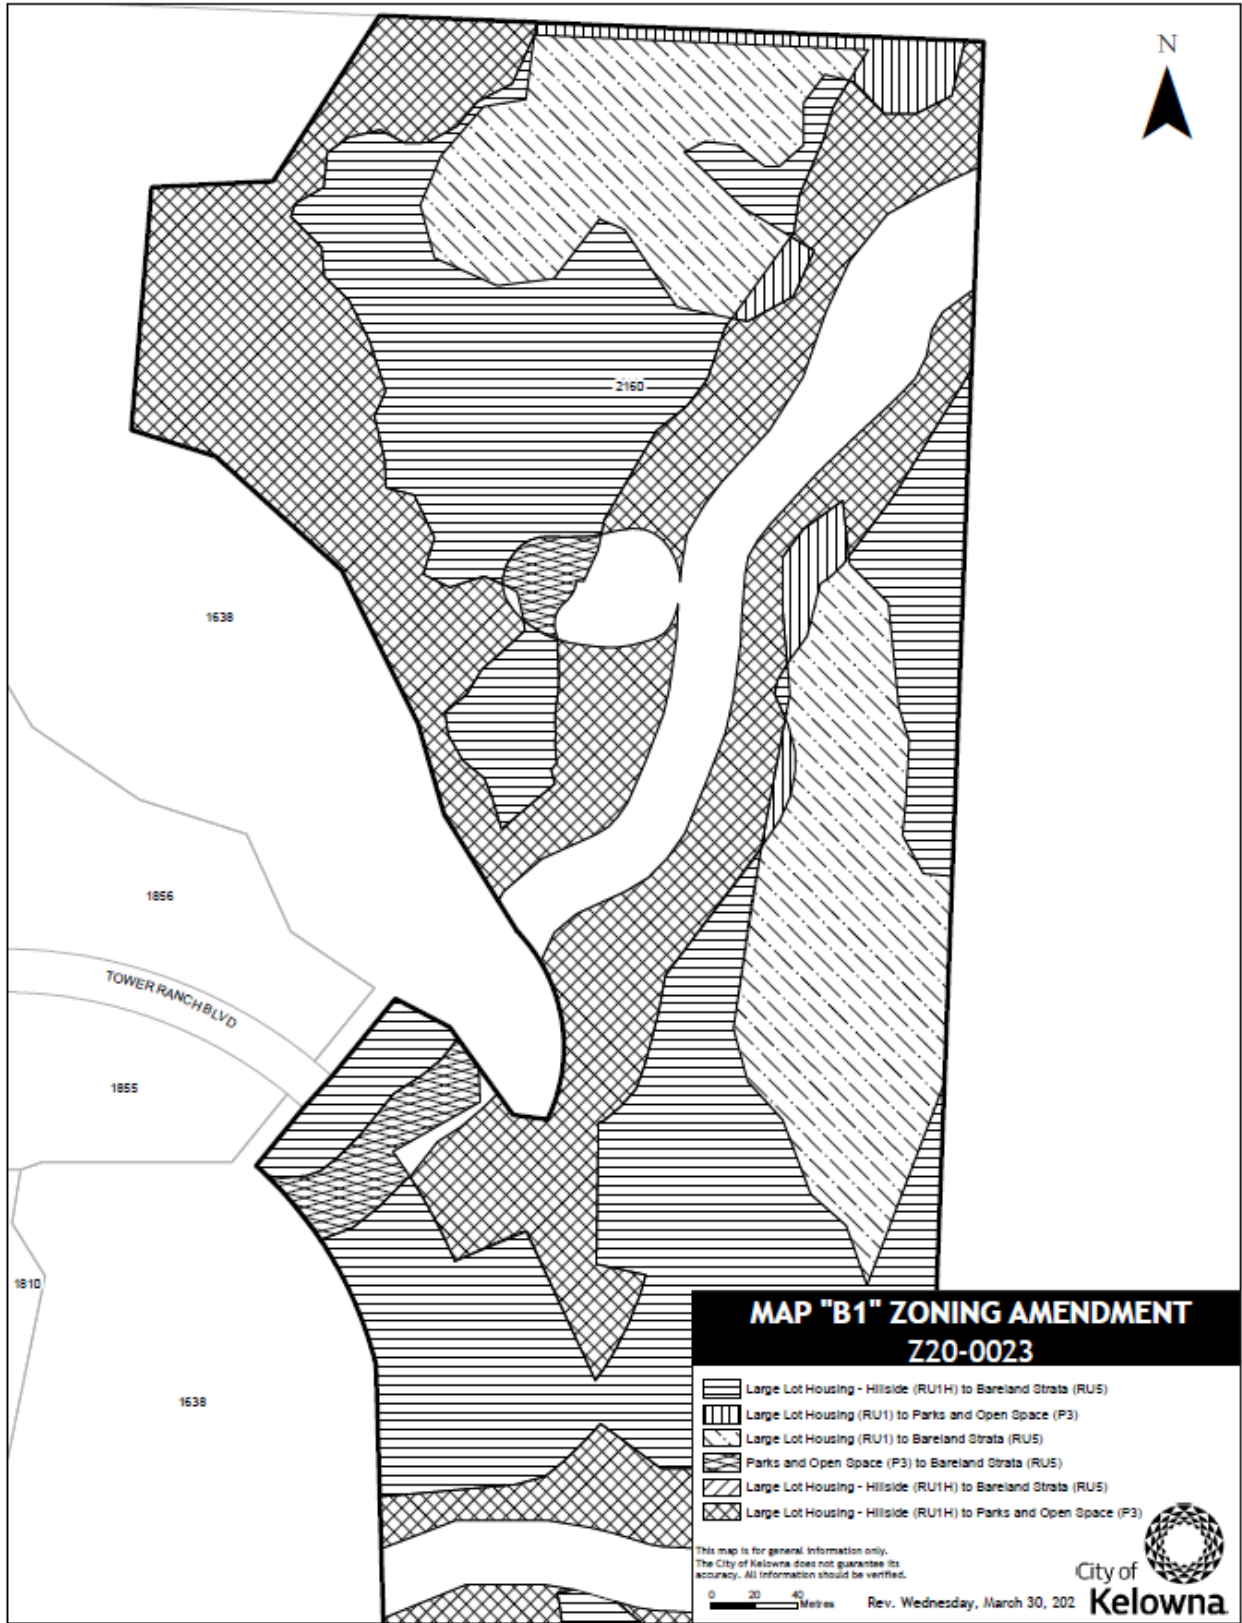 N
2160
1638
1856
TOWER RANCH BLVD
1855
1810
1638
MAP "B1" ZONING AMENDMENT
Z20-0023
Large Lot Housing - Hillside (RU1H) to Bareland Strata (RU5)
Large Lot Housing (RU1) to Parks and Open Space (P3)
Large Lot Housing (RU1) to Bareland Strata (RU5)
Parks and Open Space (P3) to Bareland Strata (RU5)
Large Lot Housing - Hillside (RU1H) to Bareland Strata (RU5)
Large Lot Housing - Hillside (RU1H) to Parks and Open Space (P3)
This map is for general information only.
The City of Kelowna does not guarantee its
accuracy. All information should be verified.
0 20 40
Metres
Rev. Wednesday, March 30, 202
City of
Kelowna